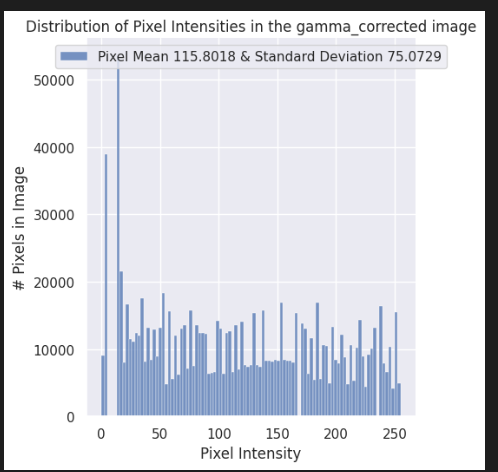 Distribution of Pixel Intensities in the gamma_corrected image
Pixel Mean 115.8018 & Standard Deviation 75.0729
# Pixels in Image
50000
40000
30000
20000
10000
0
0 50 100 150 200 250
Pixel Intensity